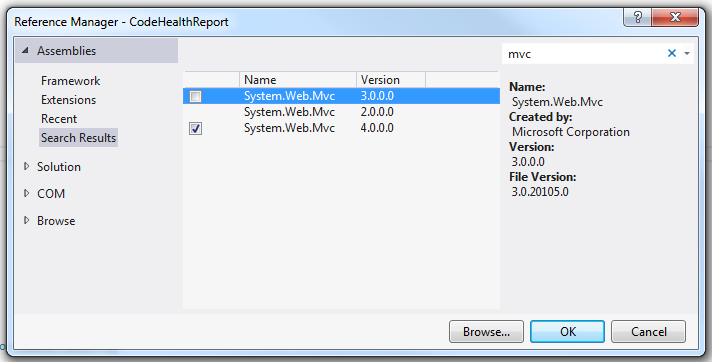 Reference Manager - CodeHealthReport
Assemblies
Framework
Extensions
Recent
Search Results
Solution
COM
Browse
Name Version
System.Web.Mvc 3.0.0.0
System.Web.Mvc 2.0.0.0
System.Web.Mvc 4.0.0.0
mvc
Name:
System.Web.Mvc
Created by:
Microsoft Corporation
Version:
3.0.0.0
File Version:
3.0.20105.0
Browse... OK Cancel